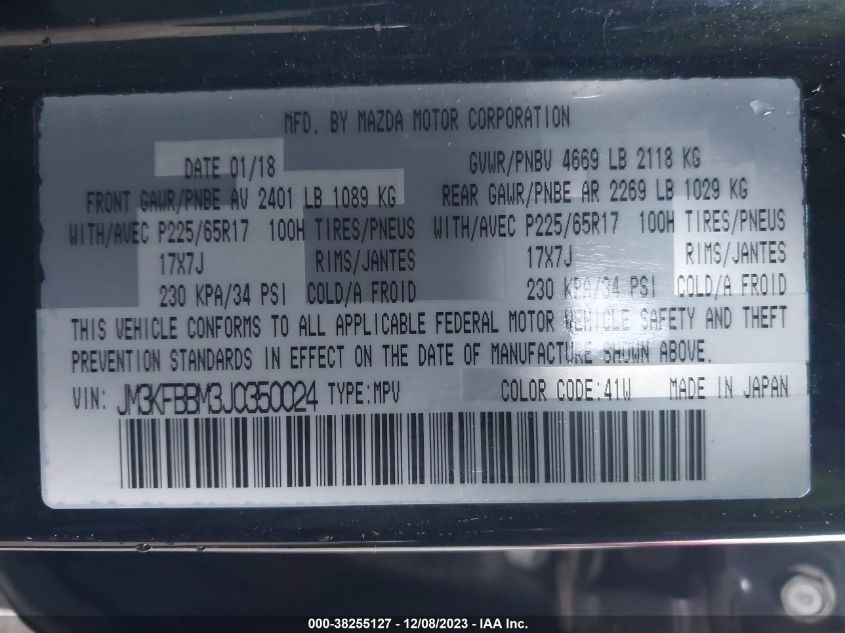 MFD. BY MAZDA MOTOR CORPORATION
DATE 01/18 GVWR/PNBV 4669 LB 2118 KG
FRONT GAWR/PNBE AV 2401 LB 1089 KG REAR GAWR/PNBE AR 2269 LB 1029 KG
WITH/AVEC P225/65R17 100H TIRES/PNEUS WITH/AVEC P225/65R17 100H TIRES/PNEUS
17X7J RIMS/JANTES 17X7J RIMS/JANTES
230 KPA/34 PSI COLD/A FROID 230 KPA/34 PSI COLD/A FROID
THIS VEHICLE CONFORMS TO ALL APPLICABLE FEDERAL MOTOR VEHICLE SAFETY AND THEFT
PREVENTION STANDARDS IN EFFECT ON THE DATE OF MANUFACTURE SHOWN ABOVE.
VIN: JM3KFBBM3J0350024 TYPE:MPV COLOR CODE:41W MADE IN JAPAN
000-38255127 - 12/08/2023 - IAA Inc.